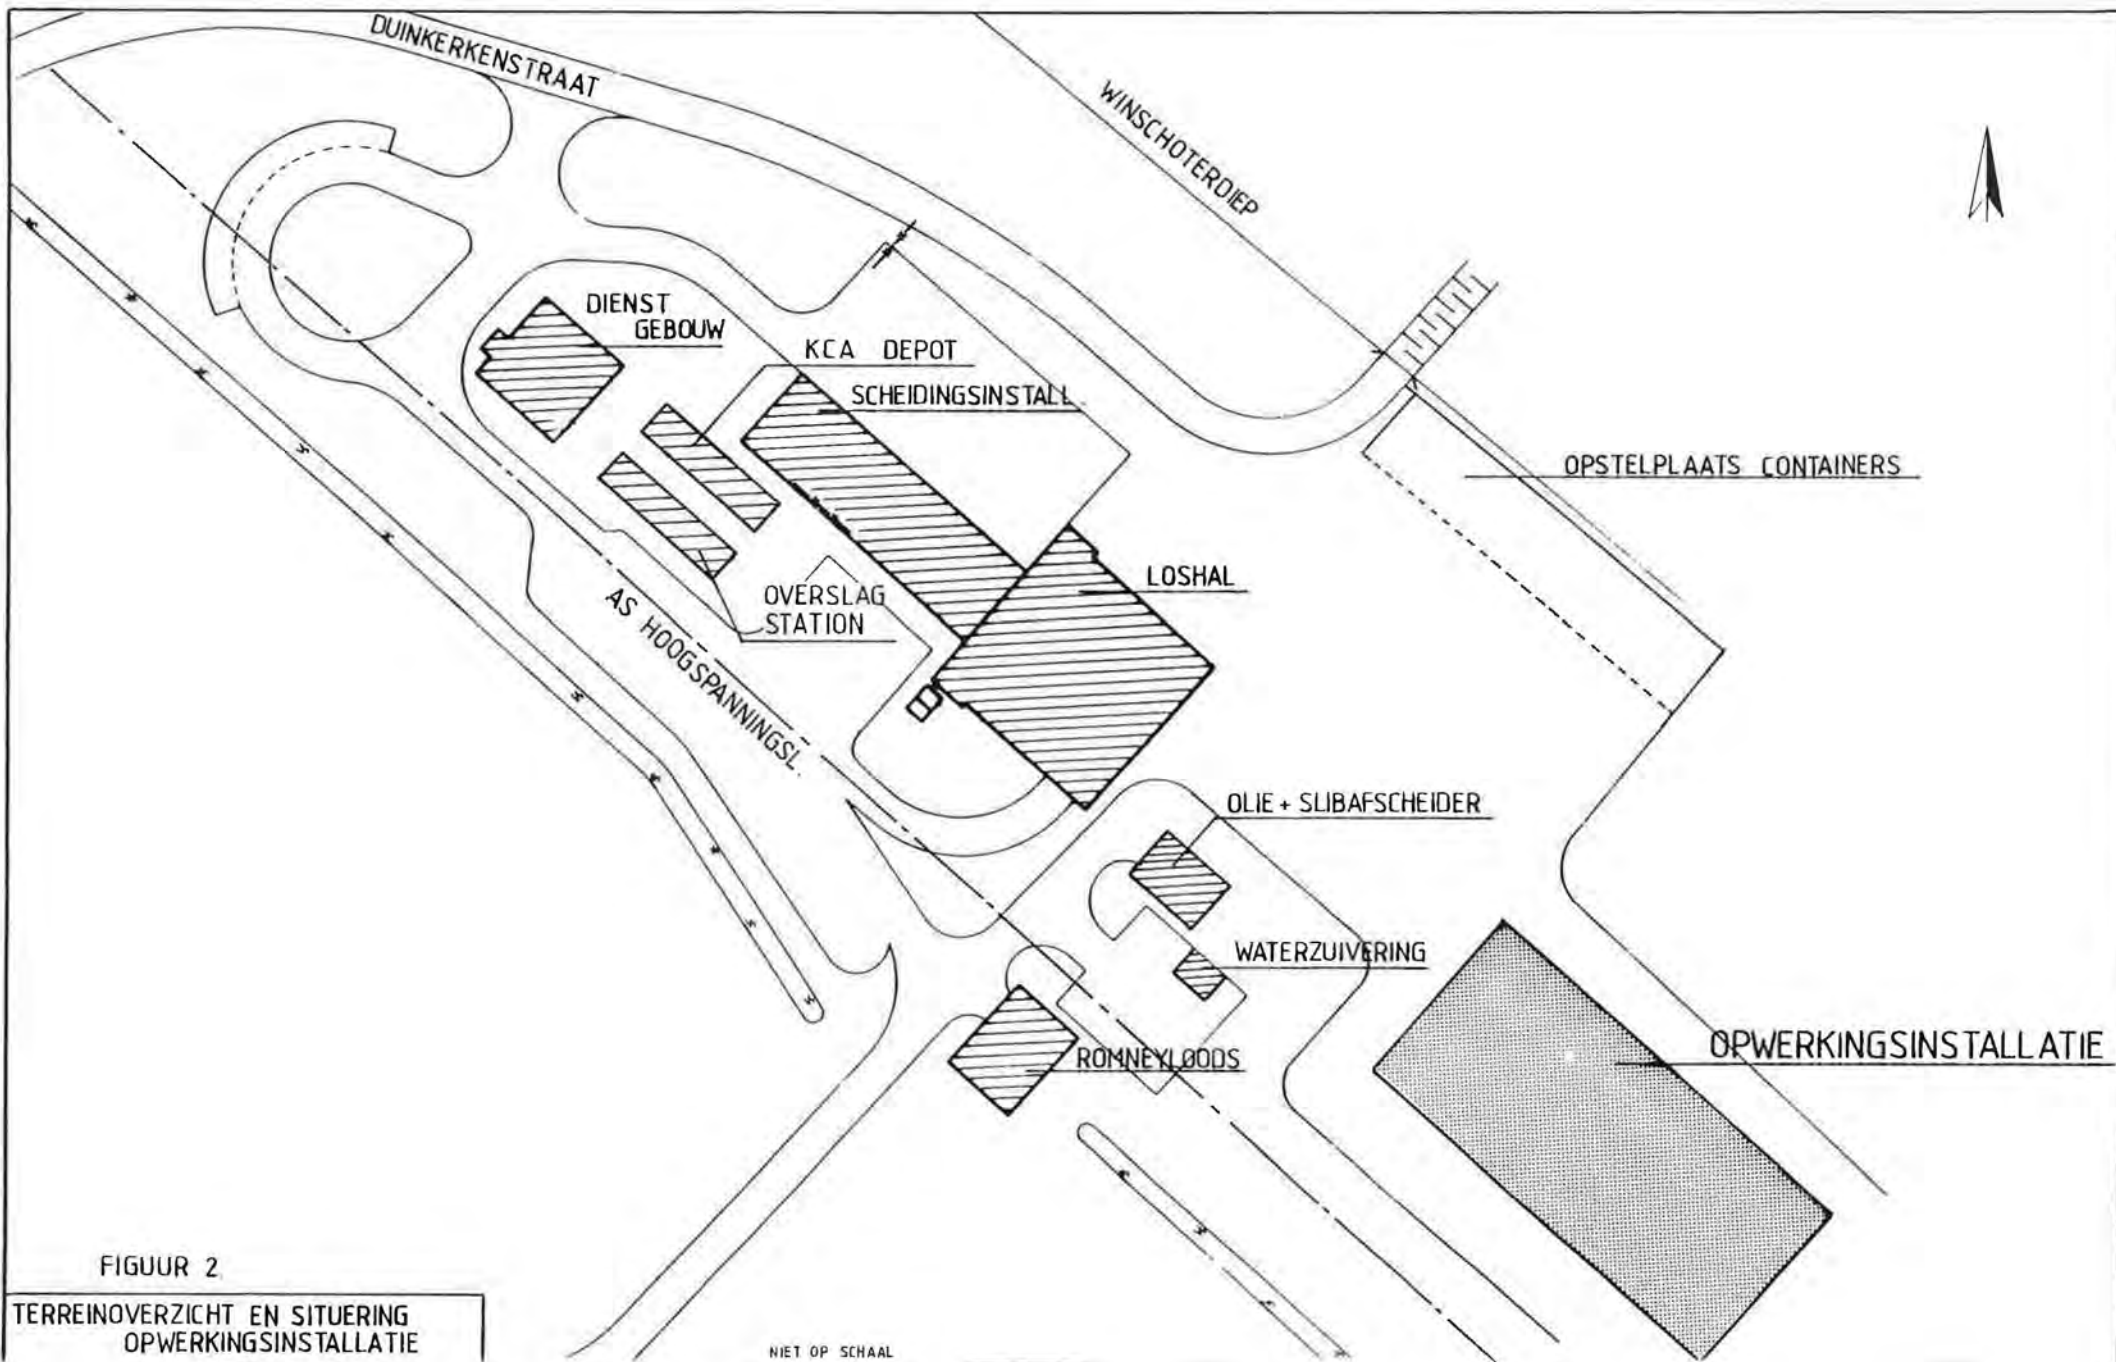 DUINKERKENSTRAAT
WINSCHOTERDIEP
DIENST
GEBOUW
KCA DEPOT
SCHEIDINGSINSTALL.
OPSTELPLAATS CONTAINERS
LOSHAL
OVERSLAG
STATION
AS HOOGSPANNINGSL.
OLIE + SLIBAFSCHEIDER
WATERZUIVERING
OPWERKINGSINSTALLATIE
ROMNEYLOODS
FIGUUR 2
TERREINOVERZICHT EN SITUERING
OPWERKINGSINSTALLATIE
NIET OP SCHAAL